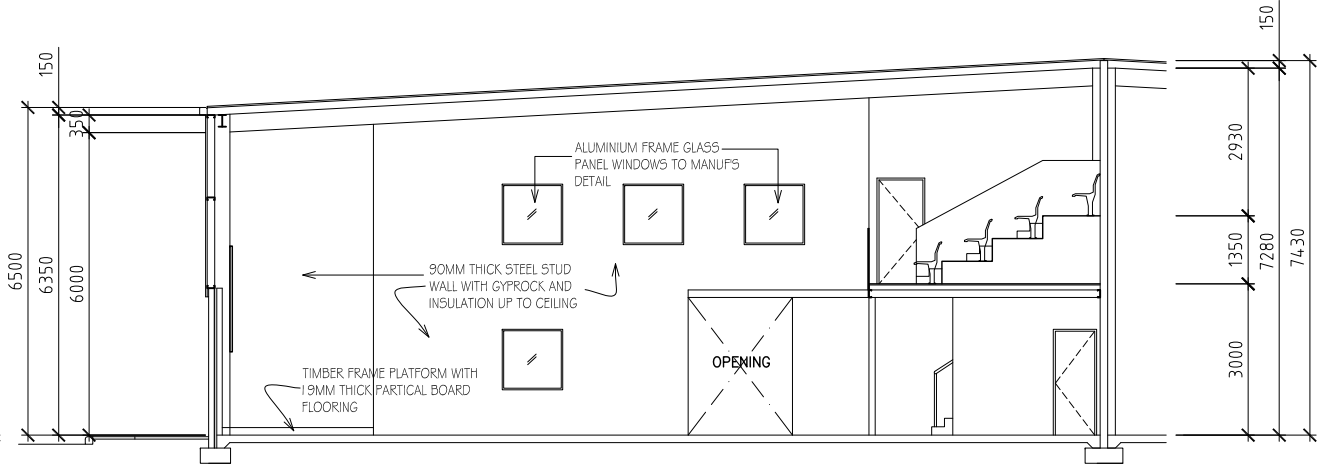 150
150
350
6500
6350
6000
ALUMINIUM FRAME GLASS
PANEL WINDOWS TO MANUFS
DETAIL
90MM THICK STEEL STUD
WALL WITH GYPROCK AND
INSULATION UP TO CEILING
TIMBER FRAME PLATFORM WITH
19MM THICK PARTICAL BOARD
FLOORING
OPENING
2930
1350
7280
7430
3000